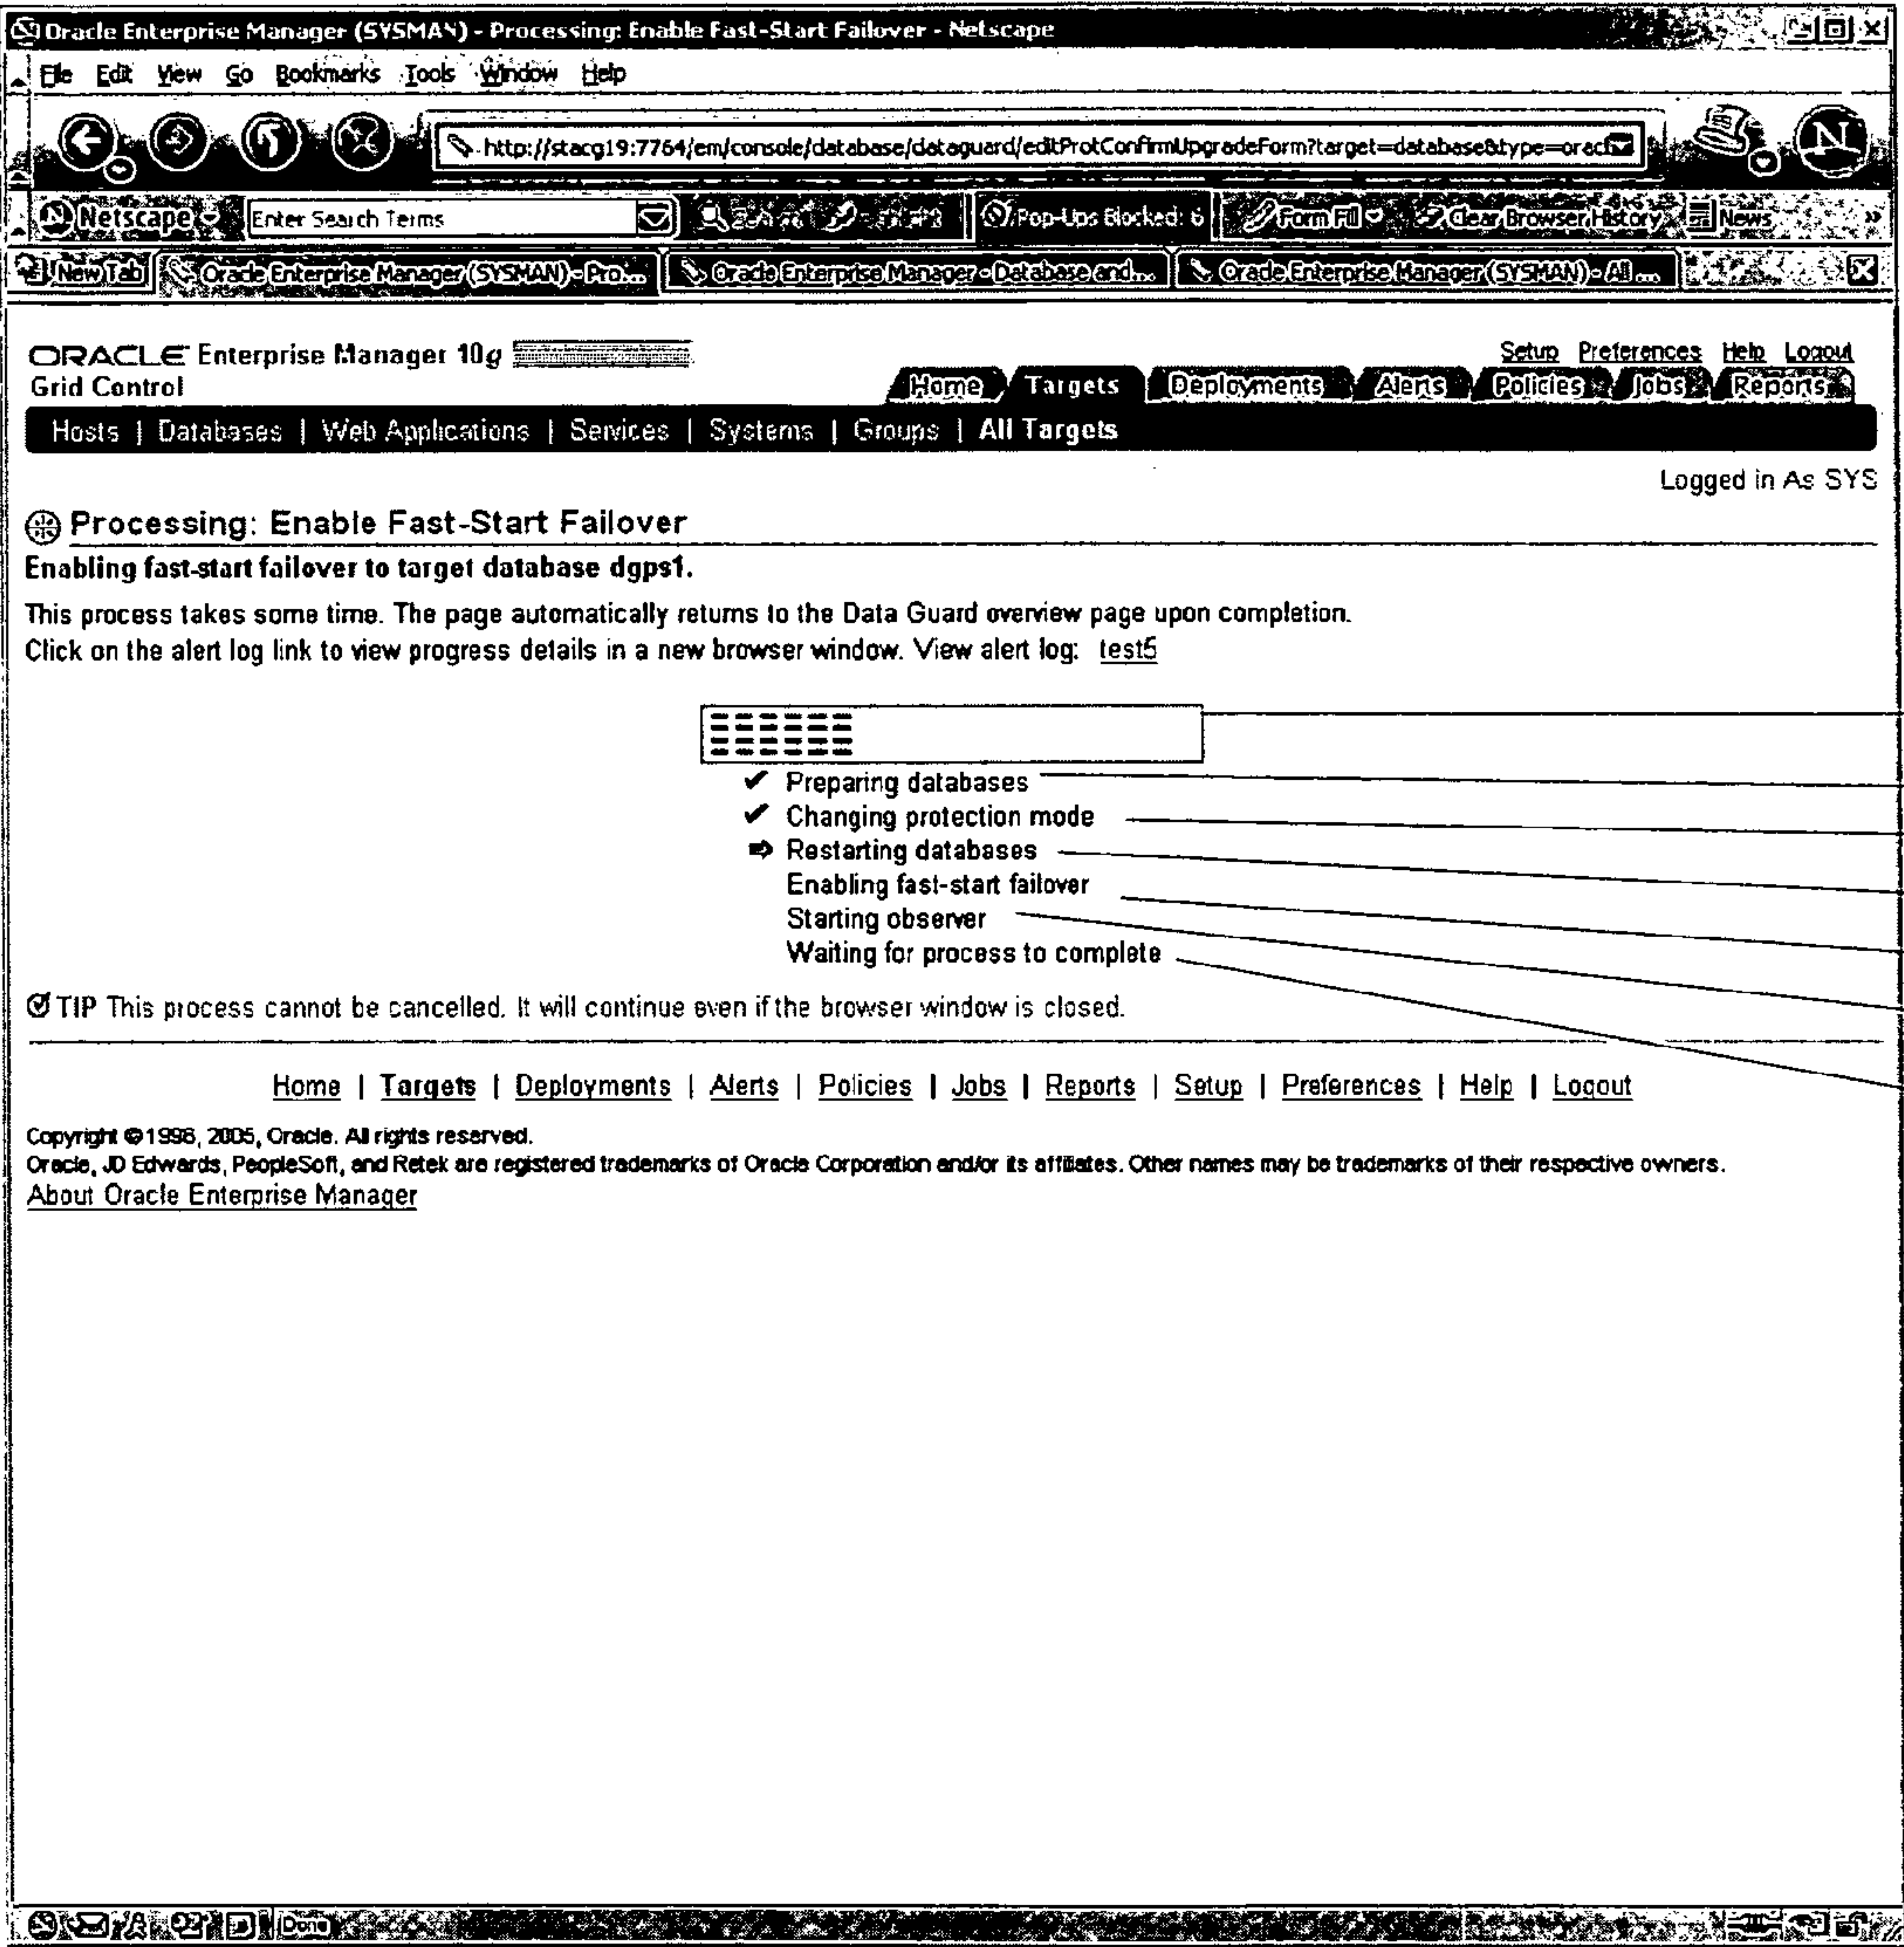 Oracle Enterprise Manager (SYSMAN) - Processing: Enable Fast-Start Failover - Netscape
File Edit View Go Bookmarks Tools Window Help
http://stacg19:7764/em/console/database/dataguard/editProtConfirmUpgradeForm?target=database&type=orac
Netscape Enter Search Terms Pop-Ups Blocked: 6 Form Fill Clear Browser History News »
New Tab Oracle Enterprise Manager (SYSMAN) - Pro... Oracle Enterprise Manager - Database and... Oracle Enterprise Manager (SYSMAN) - All ...
ORACLE Enterprise Manager 10g
Setup Preferences Help Logout
Grid Control
Home Targets Deployments Alerts Policies Jobs Reports
Hosts | Databases | Web Applications | Services | Systems | Groups | All Targets
Logged in As SYS
Processing: Enable Fast-Start Failover
Enabling fast-start failover to target database dgps1.
This process takes some time. The page automatically returns to the Data Guard overview page upon completion.
Click on the alert log link to view progress details in a new browser window. View alert log: test5
✔ Preparing databases
✔ Changing protection mode
⇨ Restarting databases
Enabling fast-start failover
Starting observer
Waiting for process to complete
TIP This process cannot be cancelled. It will continue even if the browser window is closed.
Home | Targets | Deployments | Alerts | Policies | Jobs | Reports | Setup | Preferences | Help | Logout
Copyright © 1996, 2005, Oracle. All rights reserved.
Oracle, JD Edwards, PeopleSoft, and Retek are registered trademarks of Oracle Corporation and/or its affiliates. Other names may be trademarks of their respective owners.
About Oracle Enterprise Manager
Done